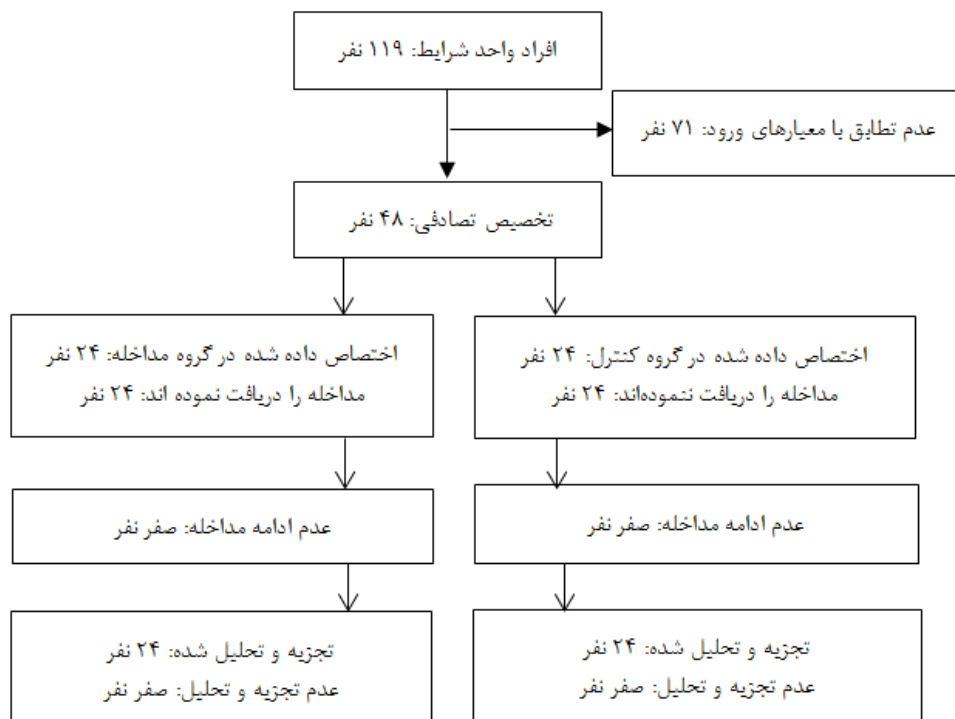 افراد واحد شرایط: ۱۱۹ نفر
عدم تطابق با معیارهای ورود: ۷۱ نفر
تخصیص تصادفی: ۴۸ نفر
اختصاص داده شده در گروه کنترل: ۲۴ نفر
مداخله را دریافت ننموده‌اند: ۲۴ نفر
اختصاص داده شده در گروه مداخله: ۲۴ نفر
مداخله را دریافت نموده اند: ۲۴ نفر
عدم ادامه مداخله: صفر نفر
عدم ادامه مداخله: صفر نفر
تجزیه و تحلیل شده: ۲۴ نفر
عدم تجزیه و تحلیل: صفر نفر
تجزیه و تحلیل شده: ۲۴ نفر
عدم تجزیه و تحلیل: صفر نفر